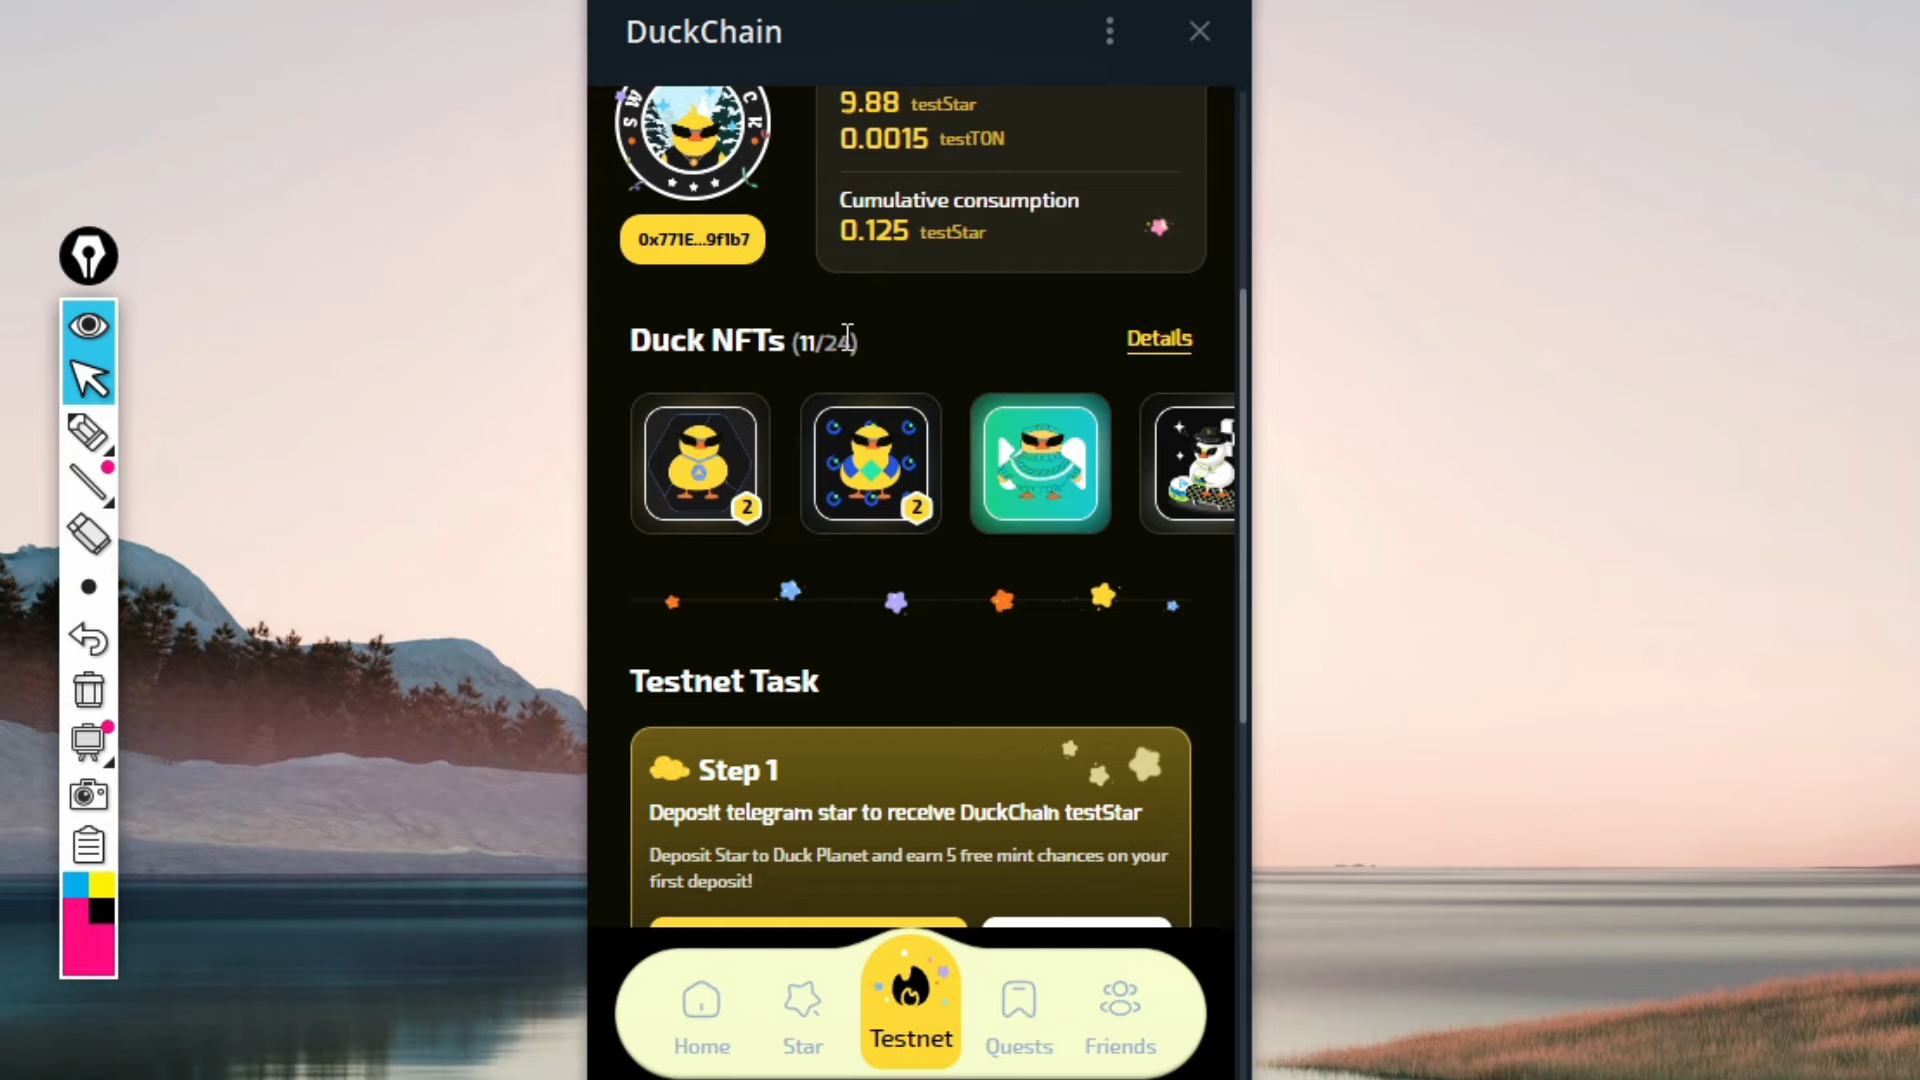 DuckChain
S W C K
9.88 testStar
0.0015 testTON
Cumulative consumption
0.125 testStar
0x771E...9f1b7
Duck NFTs (11/24)
Details
2
2
Testnet Task
Step 1
Deposit telegram star to receive DuckChain testStar
Deposit Star to Duck Planet and earn 5 free mint chances on your
first deposit!
Home
Star
Testnet
Quests
Friends